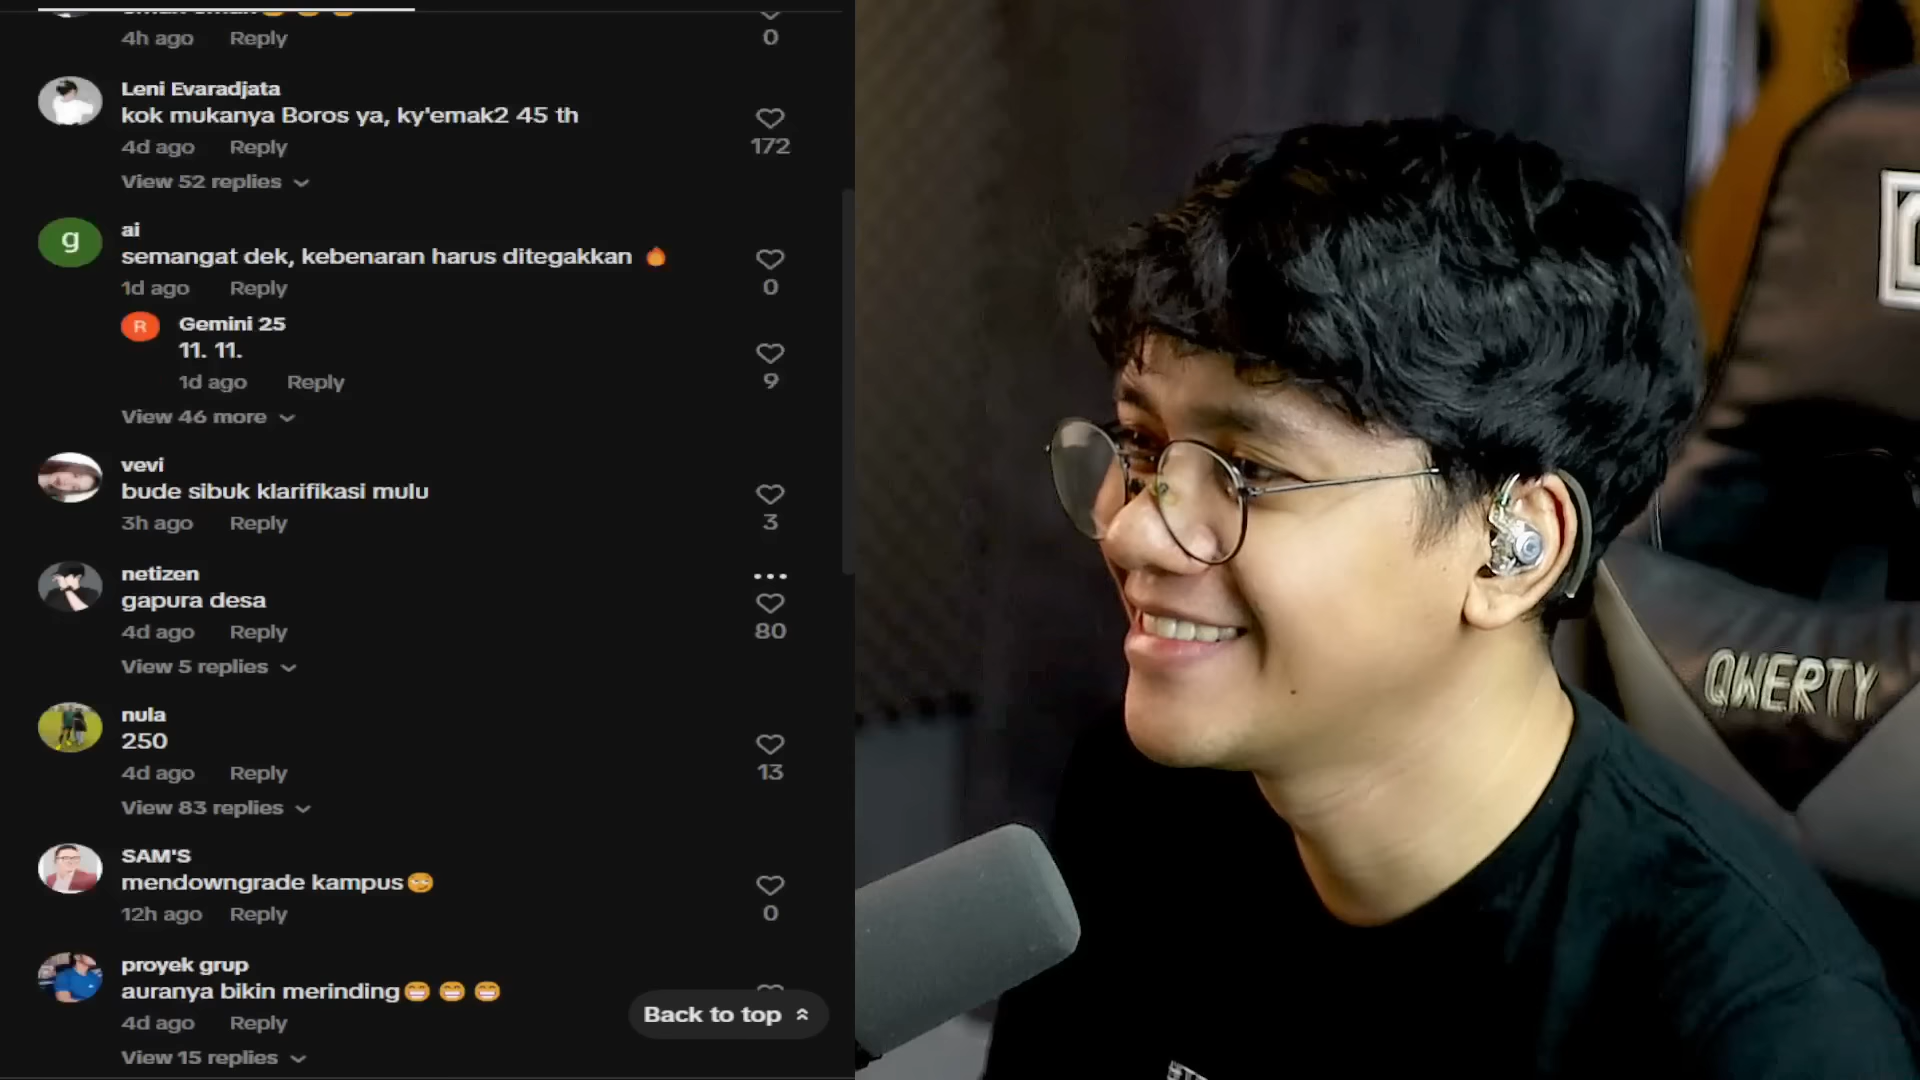 4h ago Reply
0
Leni Evaradjata
kok mukanya Boros ya, ky'emak2 45 th
4d ago Reply
172
View 52 replies
g
ai
semangat dek, kebenaran harus ditegakkan 🔥
1d ago Reply
0
R
Gemini 25
11. 11.
1d ago Reply
9
View 46 more
vevi
bude sibuk klarifikasi mulu
3h ago Reply
3
netizen
gapura desa
4d ago Reply
80
View 5 replies
nula
250
4d ago Reply
13
View 83 replies
SAM'S
mendowngrade kampus
12h ago Reply
0
proyek grup
auranya bikin merinding😁😁😁
4d ago Reply
View 15 replies
Back to top
QWERTY